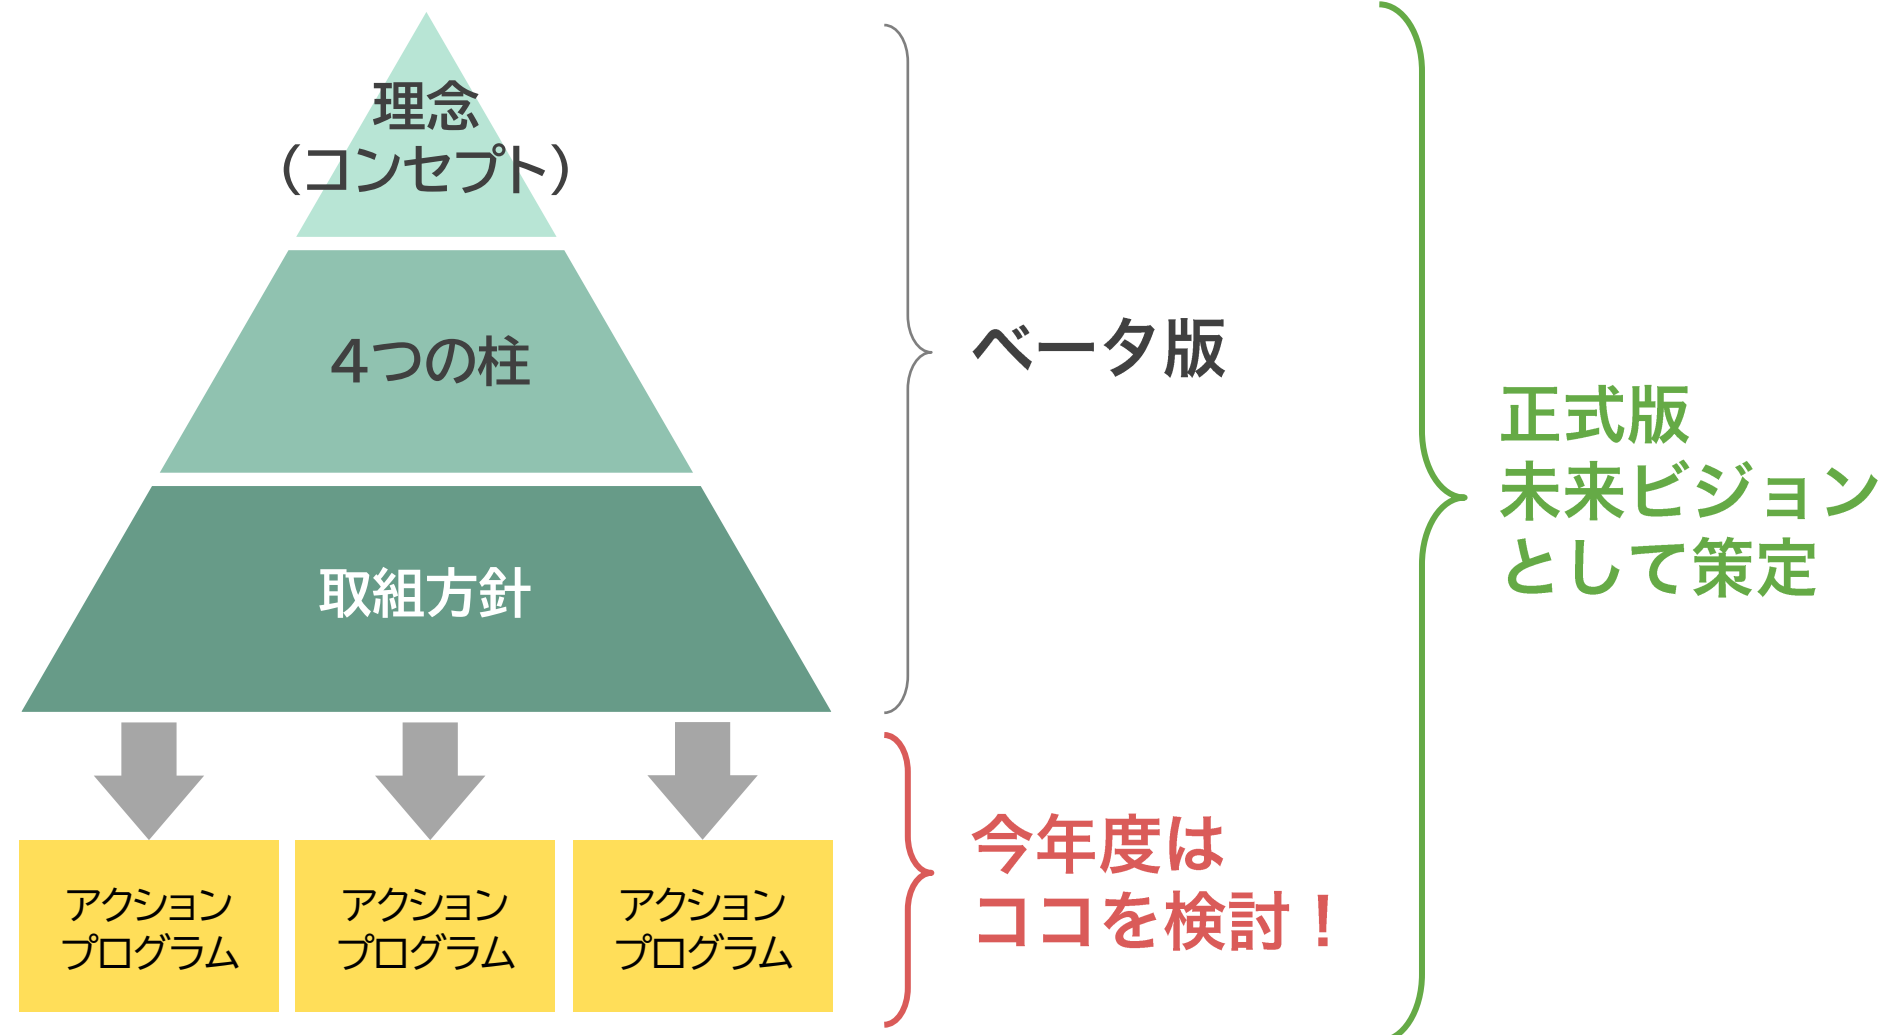 理念
（コンセプト）
４つの柱
取組方針
ベータ版
正式版
未来ビジョン
として策定
今年度は
ココを検討！
アクション
プログラム
アクション
プログラム
アクション
プログラム